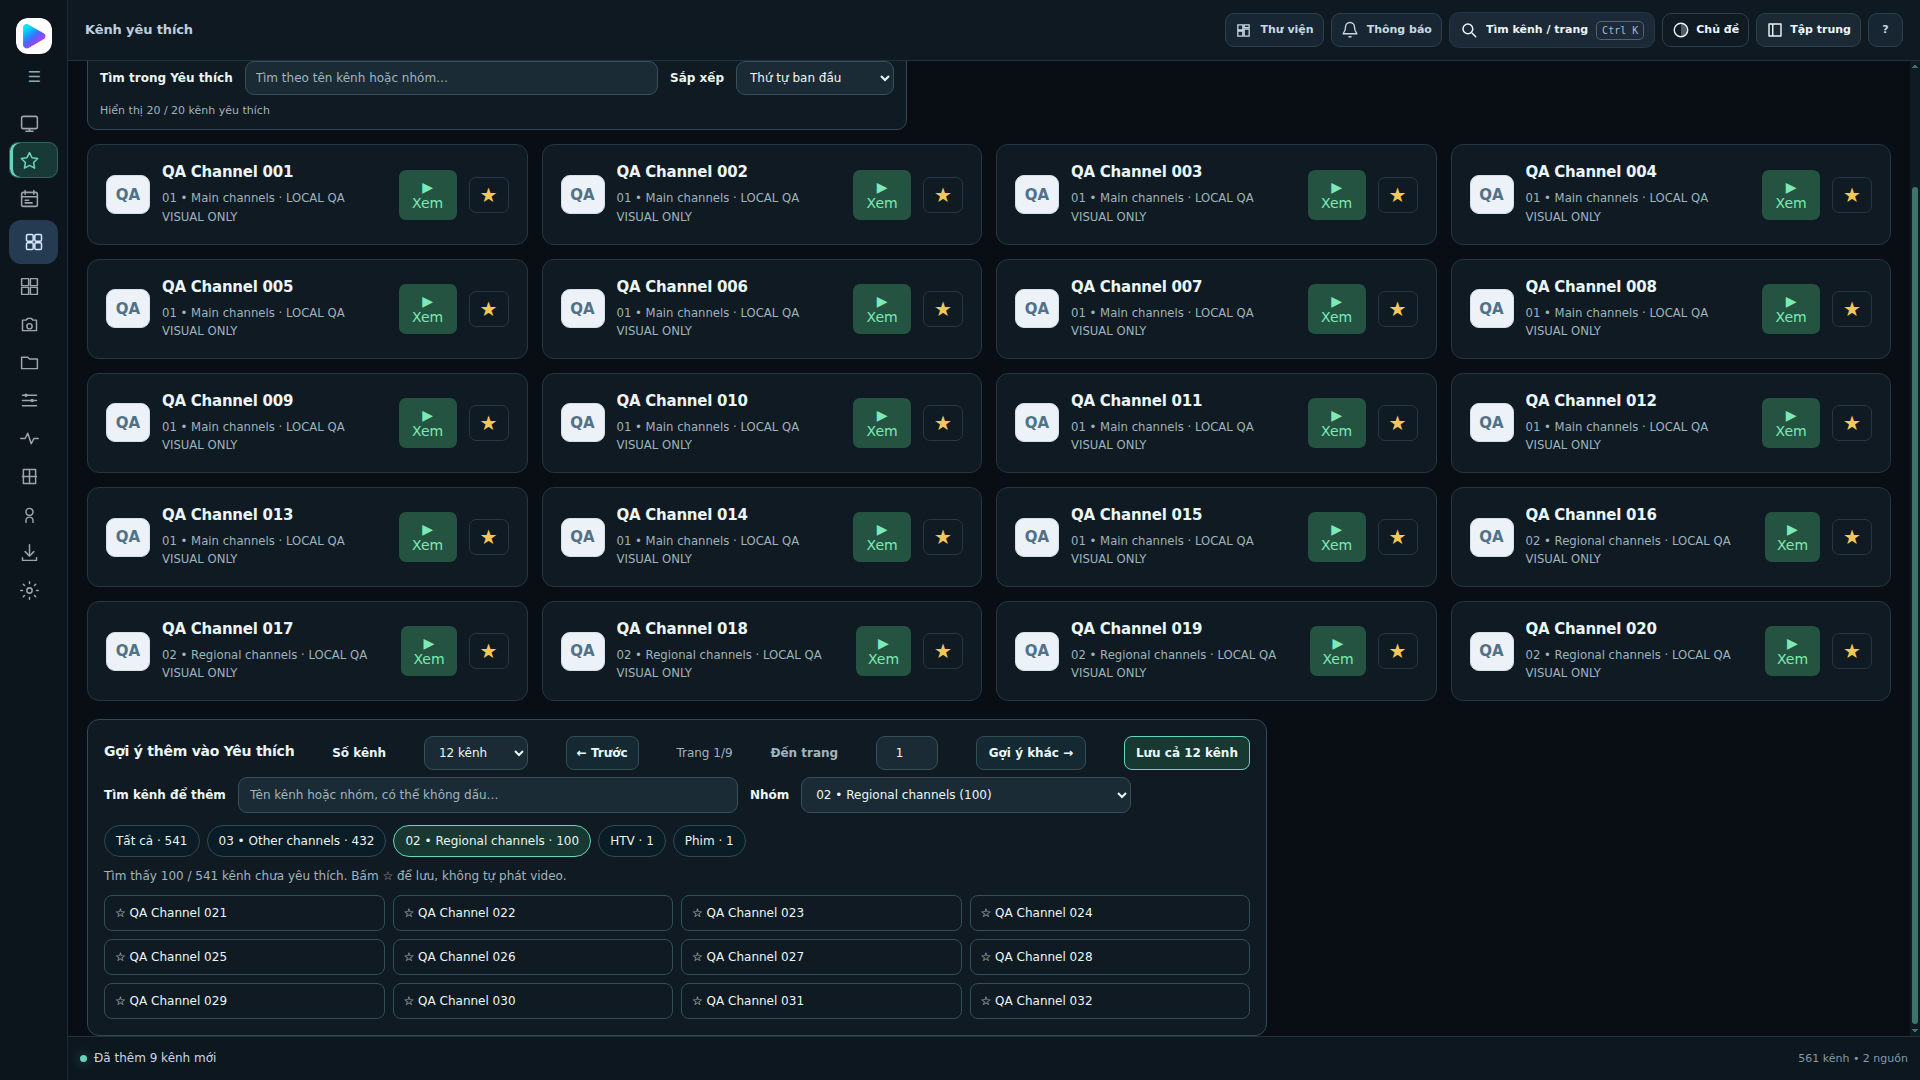 Kênh yêu thích
Thư viện
Thông báo
Tìm kênh / trang Ctrl K
Chủ đề
Tập trung
?
Tìm trong Yêu thích
Tìm theo tên kênh hoặc nhóm...
Sắp xếp
Thứ tự ban đầu
Hiển thị 20 / 20 kênh yêu thích
QA
QA Channel 001
01 • Main channels · LOCAL QA
VISUAL ONLY
▶
Xem
★
QA
QA Channel 002
01 • Main channels · LOCAL QA
VISUAL ONLY
▶
Xem
★
QA
QA Channel 003
01 • Main channels · LOCAL QA
VISUAL ONLY
▶
Xem
★
QA
QA Channel 004
01 • Main channels · LOCAL QA
VISUAL ONLY
▶
Xem
★
QA
QA Channel 005
01 • Main channels · LOCAL QA
VISUAL ONLY
▶
Xem
★
QA
QA Channel 006
01 • Main channels · LOCAL QA
VISUAL ONLY
▶
Xem
★
QA
QA Channel 007
01 • Main channels · LOCAL QA
VISUAL ONLY
▶
Xem
★
QA
QA Channel 008
01 • Main channels · LOCAL QA
VISUAL ONLY
▶
Xem
★
QA
QA Channel 009
01 • Main channels · LOCAL QA
VISUAL ONLY
▶
Xem
★
QA
QA Channel 010
01 • Main channels · LOCAL QA
VISUAL ONLY
▶
Xem
★
QA
QA Channel 011
01 • Main channels · LOCAL QA
VISUAL ONLY
▶
Xem
★
QA
QA Channel 012
01 • Main channels · LOCAL QA
VISUAL ONLY
▶
Xem
★
QA
QA Channel 013
01 • Main channels · LOCAL QA
VISUAL ONLY
▶
Xem
★
QA
QA Channel 014
01 • Main channels · LOCAL QA
VISUAL ONLY
▶
Xem
★
QA
QA Channel 015
01 • Main channels · LOCAL QA
VISUAL ONLY
▶
Xem
★
QA
QA Channel 016
02 • Regional channels · LOCAL QA
VISUAL ONLY
▶
Xem
★
QA
QA Channel 017
02 • Regional channels · LOCAL QA
VISUAL ONLY
▶
Xem
★
QA
QA Channel 018
02 • Regional channels · LOCAL QA
VISUAL ONLY
▶
Xem
★
QA
QA Channel 019
02 • Regional channels · LOCAL QA
VISUAL ONLY
▶
Xem
★
QA
QA Channel 020
02 • Regional channels · LOCAL QA
VISUAL ONLY
▶
Xem
★
Gợi ý thêm vào Yêu thích
Số kênh
12 kênh
← Trước
Trang 1/9
Đến trang
1
Gợi ý khác →
Lưu cả 12 kênh
Tìm kênh để thêm
Tên kênh hoặc nhóm, có thể không dấu...
Nhóm
02 • Regional channels (100)
Tất cả · 541
03 • Other channels · 432
02 • Regional channels · 100
HTV · 1
Phim · 1
Tìm thấy 100 / 541 kênh chưa yêu thích. Bấm ☆ để lưu, không tự phát video.
☆ QA Channel 021
☆ QA Channel 022
☆ QA Channel 023
☆ QA Channel 024
☆ QA Channel 025
☆ QA Channel 026
☆ QA Channel 027
☆ QA Channel 028
☆ QA Channel 029
☆ QA Channel 030
☆ QA Channel 031
☆ QA Channel 032
Đã thêm 9 kênh mới
561 kênh • 2 nguồn